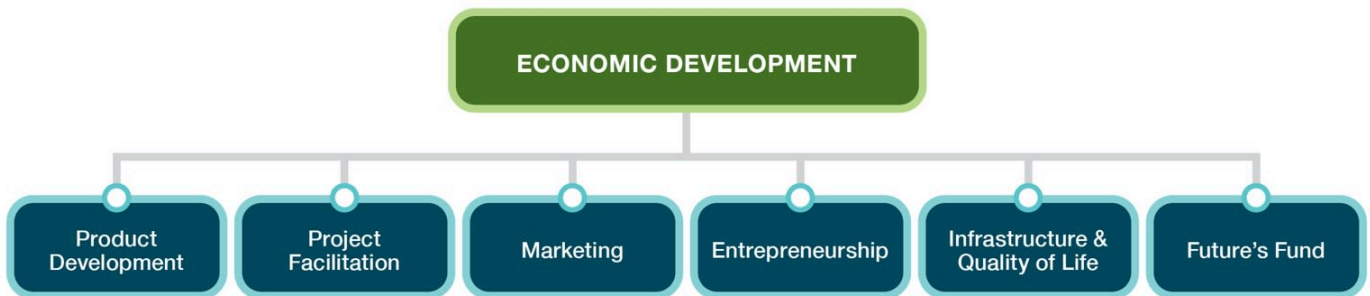 ECONOMIC DEVELOPMENT
Product
Development
Project
Facilitation
Marketing
Entrepreneurship
Infrastructure &
Quality of Life
Future’s Fund